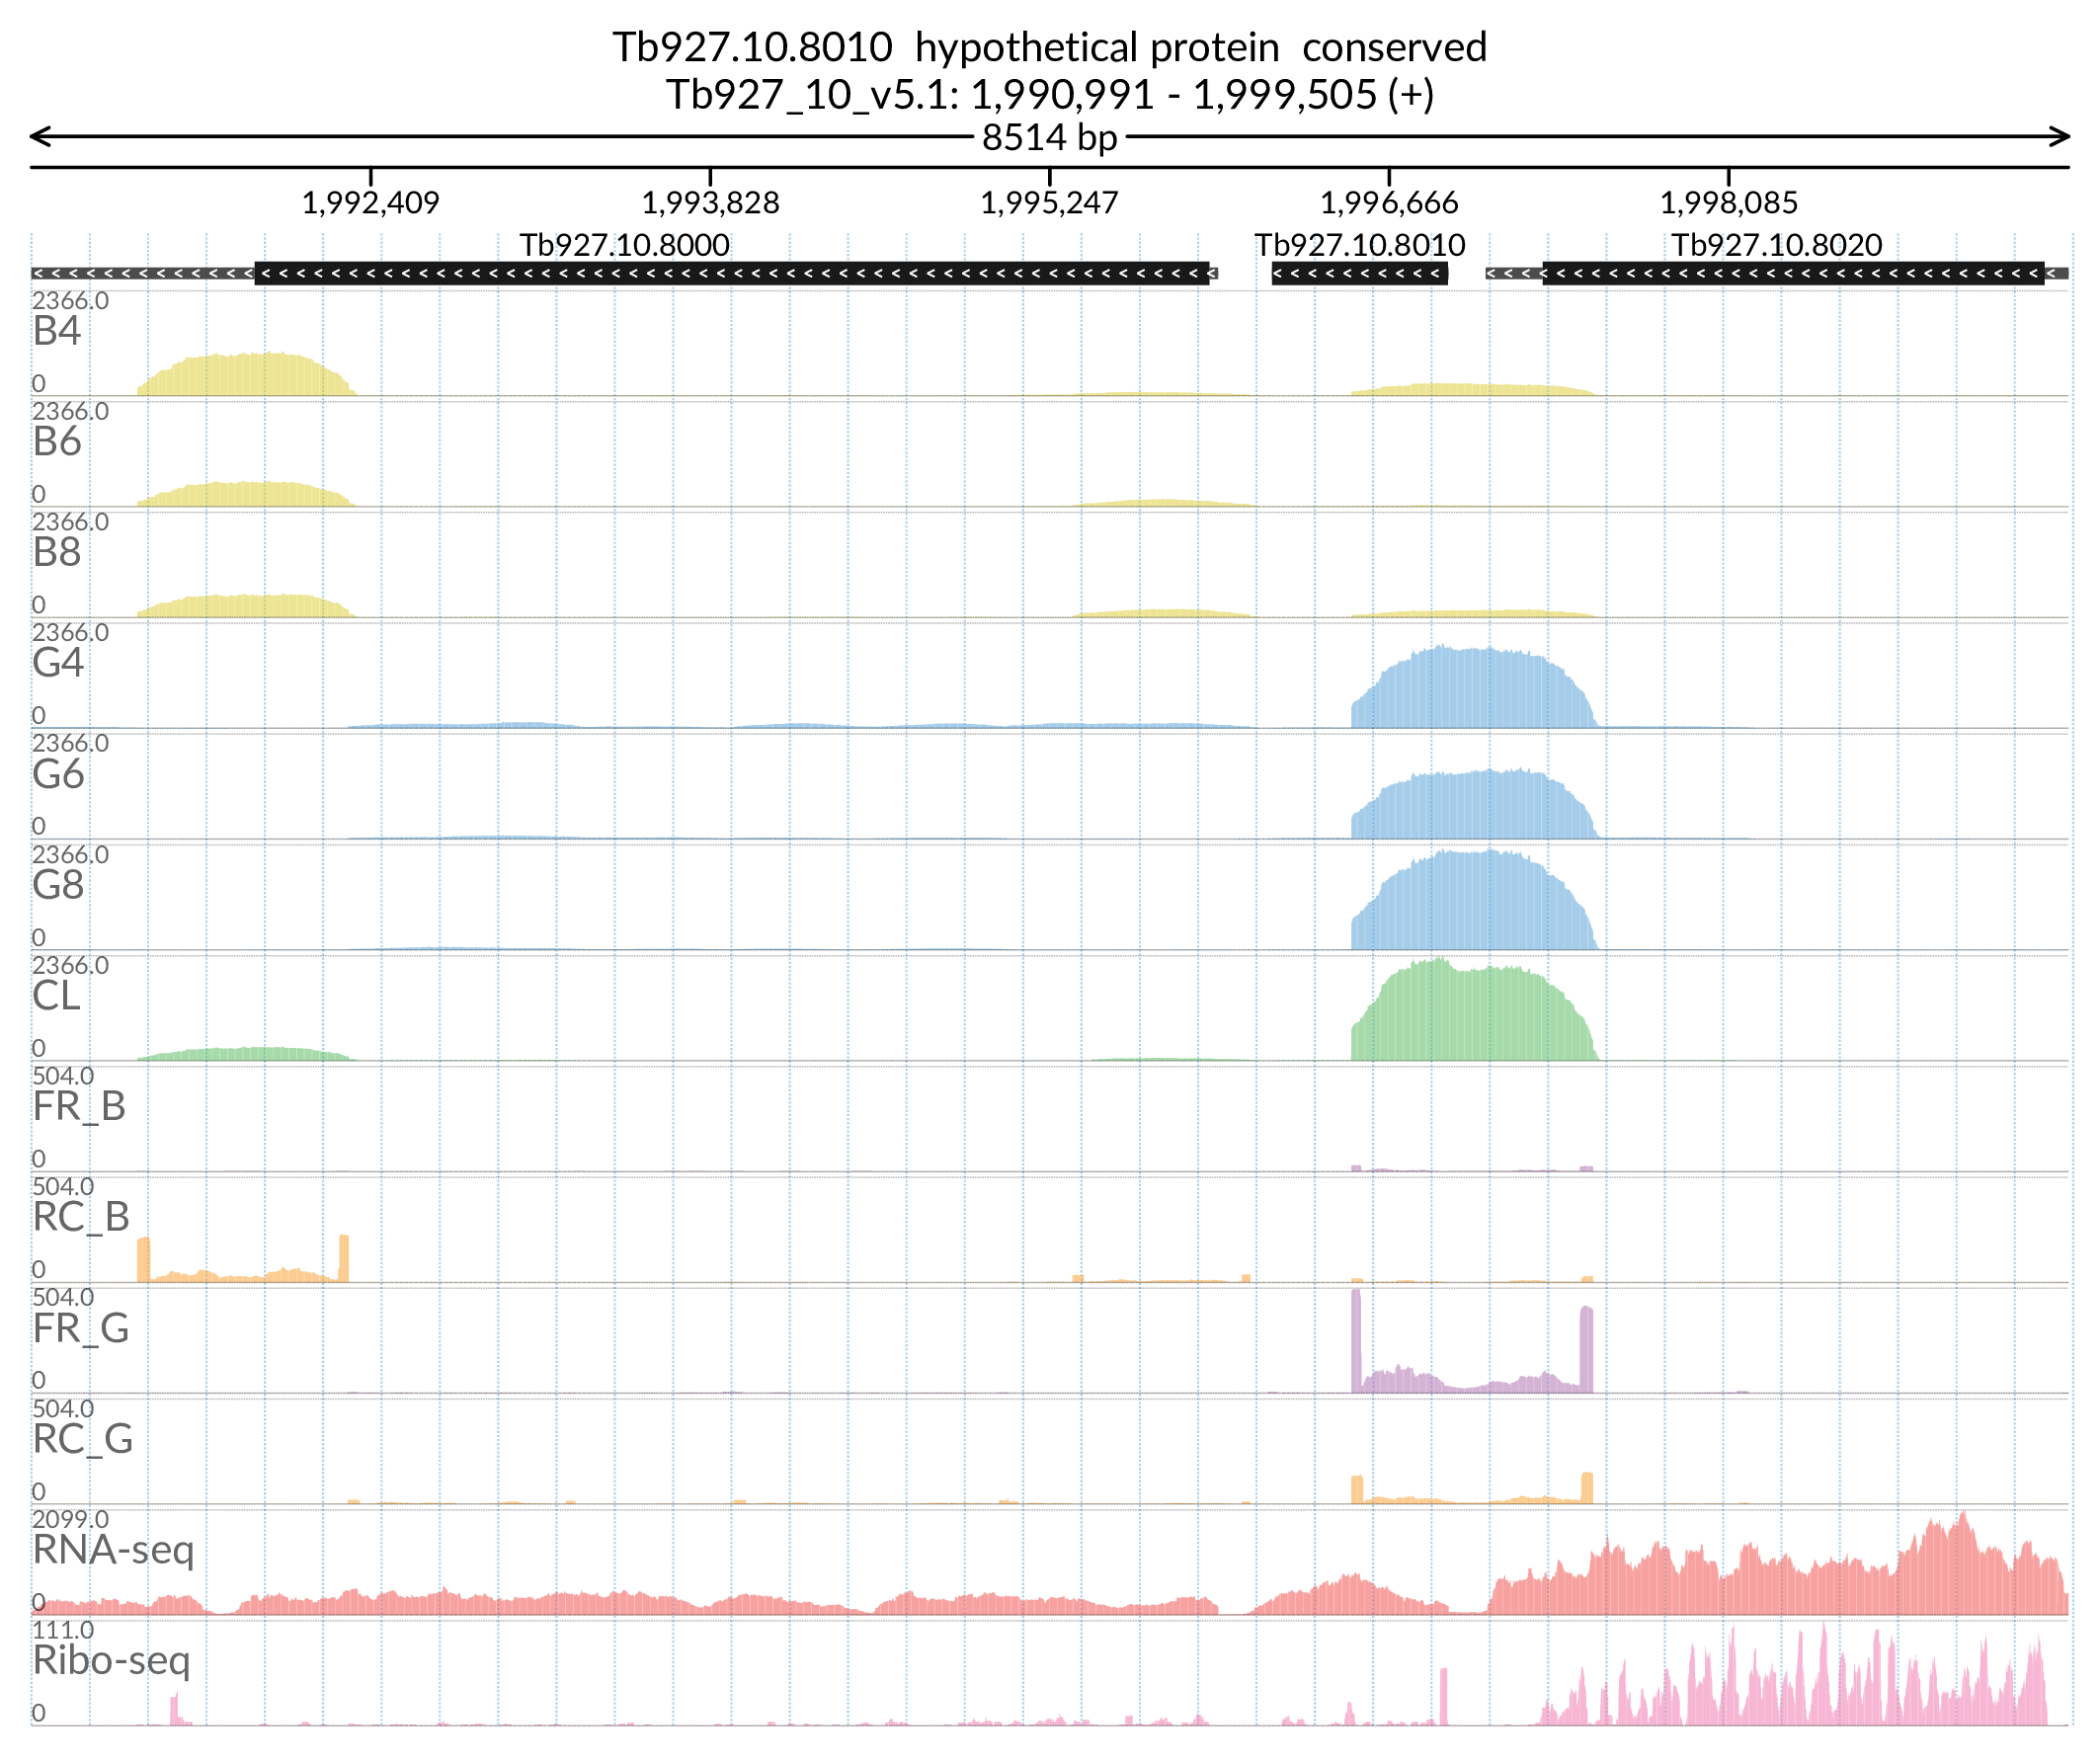 Tb927.10.8010  hypothetical protein  conserved
Tb927_10_v5.1: 1,990,991 - 1,999,505 (+)
8514 bp
1,992,409 1,993,828 1,995,247 1,996,666 1,998,085
Tb927.10.8000 Tb927.10.8010 Tb927.10.8020
2366.0
B4
0
2366.0
B6
0
2366.0
B8
0
2366.0
G4
0
2366.0
G6
0
2366.0
G8
0
2366.0
CL
0
504.0
FR_B
0
504.0
RC_B
0
504.0
FR_G
0
504.0
RC_G
0
2099.0
RNA-seq
0
111.0
Ribo-seq
0